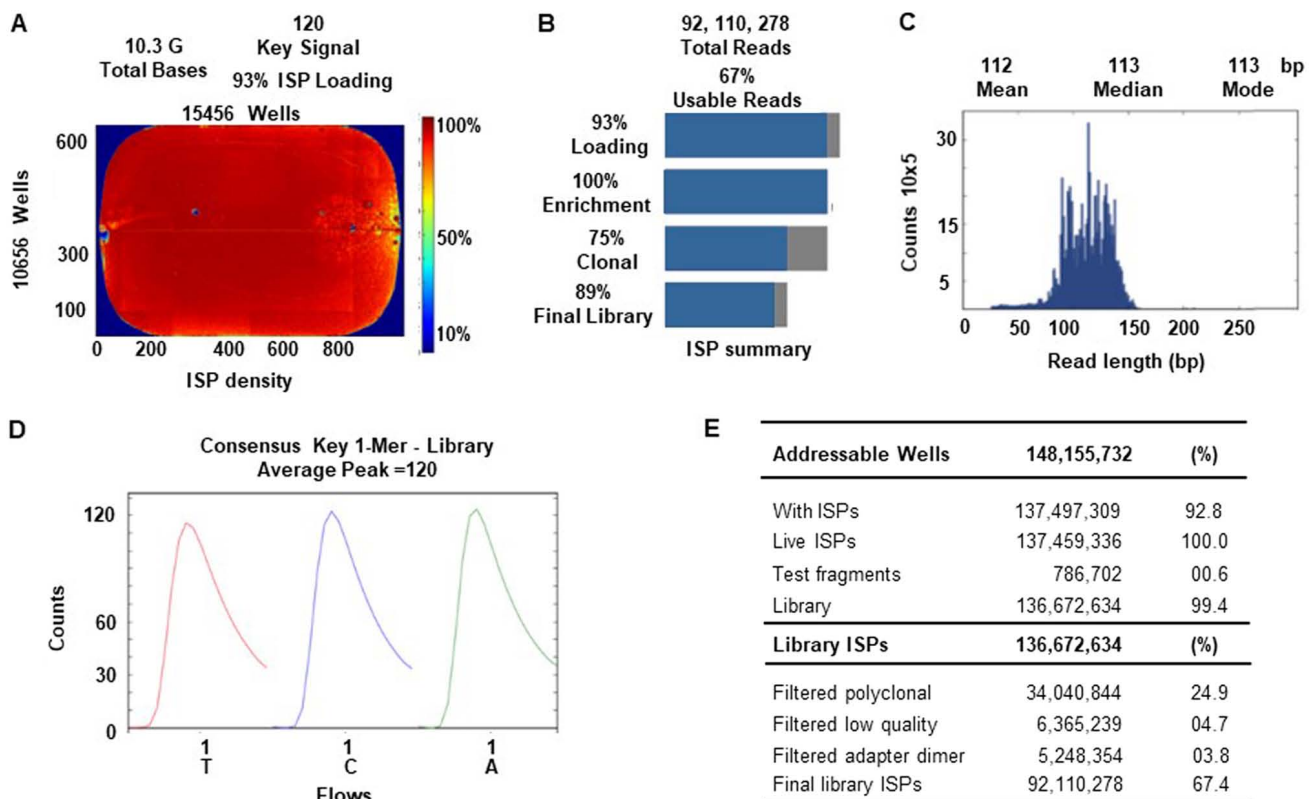 A
120
Key Signal
10.3 G
Total Bases
93% ISP Loading
15456 Wells
600
300
100
10656 Wells
0 200 400 600 800
ISP density
100%
50%
10%
B
92, 110, 278
Total Reads
67%
Usable Reads
93%
Loading
100%
Enrichment
75%
Clonal
89%
Final Library
ISP summary
C
112 113 113 bp
Mean Median Mode
30
15
5
Counts 10x5
0 50 100 150 200 250
Read length (bp)
D
Consensus Key 1-Mer - Library
Average Peak =120
120
60
30
0
Counts
1 1 1
T C A
Flows
E
Addressable Wells 148,155,732 (%)
With ISPs 137,497,309 92.8
Live ISPs 137,459,336 100.0
Test fragments 786,702 00.6
Library 136,672,634 99.4
Library ISPs 136,672,634 (%)
Filtered polyclonal 34,040,844 24.9
Filtered low quality 6,365,239 04.7
Filtered adapter dimer 5,248,354 03.8
Final library ISPs 92,110,278 67.4